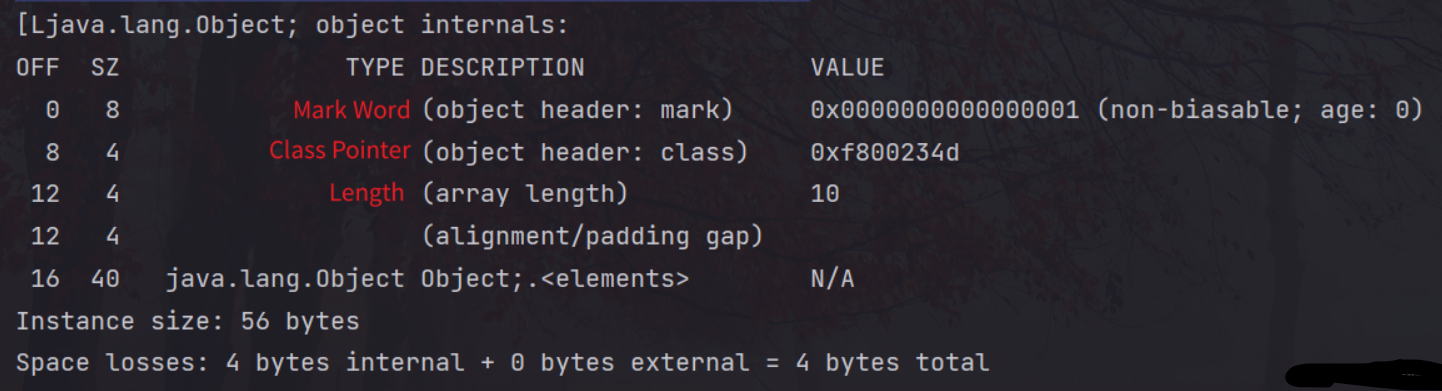 [Ljava.lang.Object; object internals:
OFF SZ TYPE DESCRIPTION VALUE
0 8 Mark Word (object header: mark) 0x0000000000000001 (non-biasable; age: 0)
8 4 Class Pointer (object header: class) 0xf800234d
12 4 Length (array length) 10
12 4 (alignment/padding gap)
16 40 java.lang.Object Object;.<elements> N/A
Instance size: 56 bytes
Space losses: 4 bytes internal + 0 bytes external = 4 bytes total